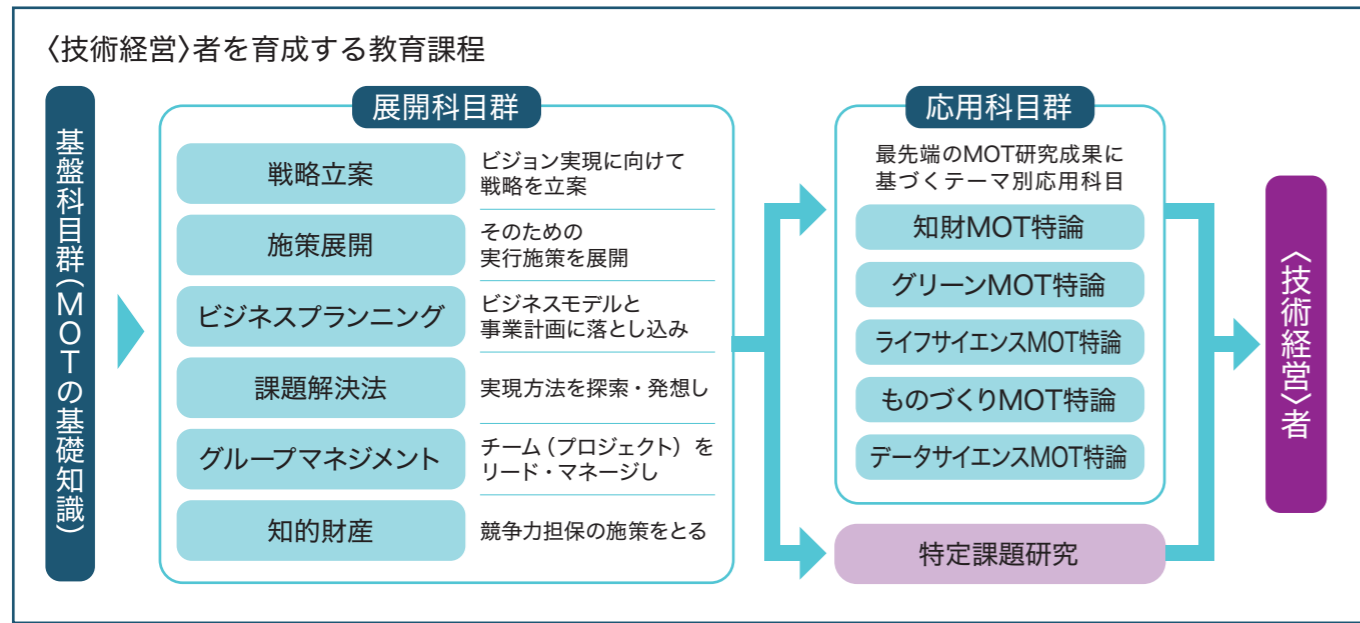 〈技術経営〉者を育成する教育課程
基盤科目群(MOTの基礎知識)
展開科目群
戦略立案
ビジョン実現に向けて
戦略を立案
施策展開
そのための
実行施策を展開
ビジネスプランニング
ビジネスモデルと
事業計画に落とし込み
課題解決法
実現方法を探索・発想し
グループマネジメント
チーム(プロジェクト)を
リード・マネージし
知的財産
競争力担保の施策をとる
応用科目群
最先端のMOT研究成果に
基づくテーマ別応用科目
知財MOT特論
グリーンMOT特論
ライフサイエンスMOT特論
ものづくりMOT特論
データサイエンスMOT特論
特定課題研究
〈技術経営〉者